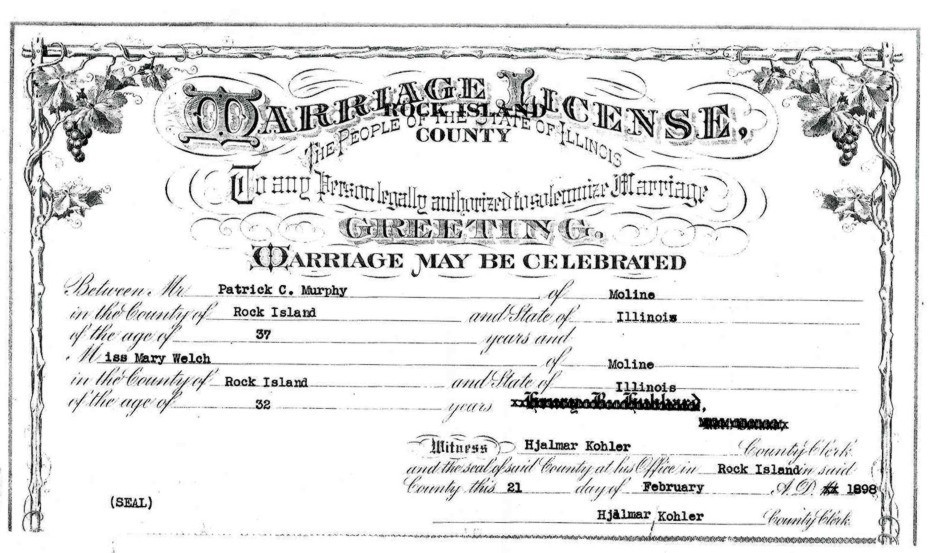 MARRIAGE LICENSE,
ROCK ISLAND
THE PEOPLE OF THE STATE OF ILLINOIS
COUNTY
To any Person legally authorized to solemnize Marriage
GREETING.
MARRIAGE MAY BE CELEBRATED
Between Mr. Patrick C. Murphy of Moline
in the County of Rock Island and State of Illinois
of the age of 37 years and
Miss Mary Welch of Moline
in the County of Rock Island and State of Illinois
of the age of 32 years
Witness Hjalmar Kohler County Clerk
and the seal of said County at his Office in Rock Island in said
County this 21 day of February A.D. 1898
(SEAL)
Hjalmar Kohler County Clerk